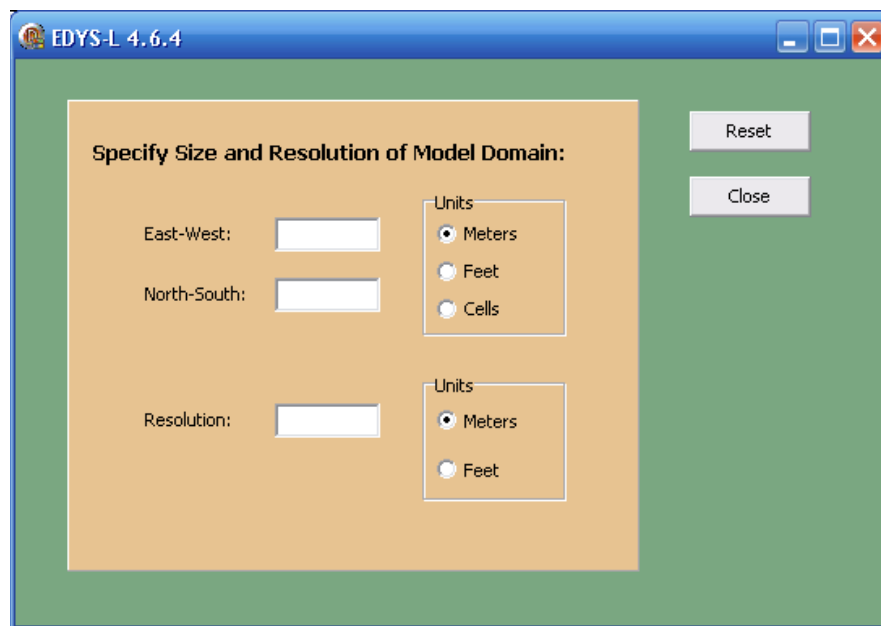 EDYS-L 4.6.4
Reset
Specify Size and Resolution of Model Domain:
Close
Units
East-West:
Meters
Feet
North-South:
Cells
Units
Resolution:
Meters
Feet